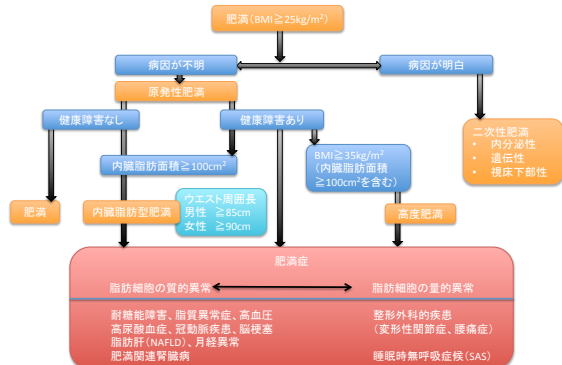 肥満(BMI≧25kg/m²)
病因が不明
病因が明白
原発性肥満
健康障害なし
健康障害あり
二次性肥満
• 内分泌性
• 遺伝性
• 視床下部性
内臓脂肪面積≧100cm²
BMI≧35kg/m²
(内臓脂肪面積
≧100cm²を含む)
肥満
内臓脂肪型肥満
ウエスト周囲長
男性 ≧85cm
女性 ≧90cm
高度肥満
肥満症
脂肪細胞の質的異常
脂肪細胞の量的異常
耐糖能障害、脂質異常症、高血圧
高尿酸血症、冠動脈疾患、脳梗塞
脂肪肝(NAFLD)、月経異常
肥満関連腎臓病
整形外科的疾患
(変形性関節症、腰痛症)
睡眠時無呼吸症候(SAS)